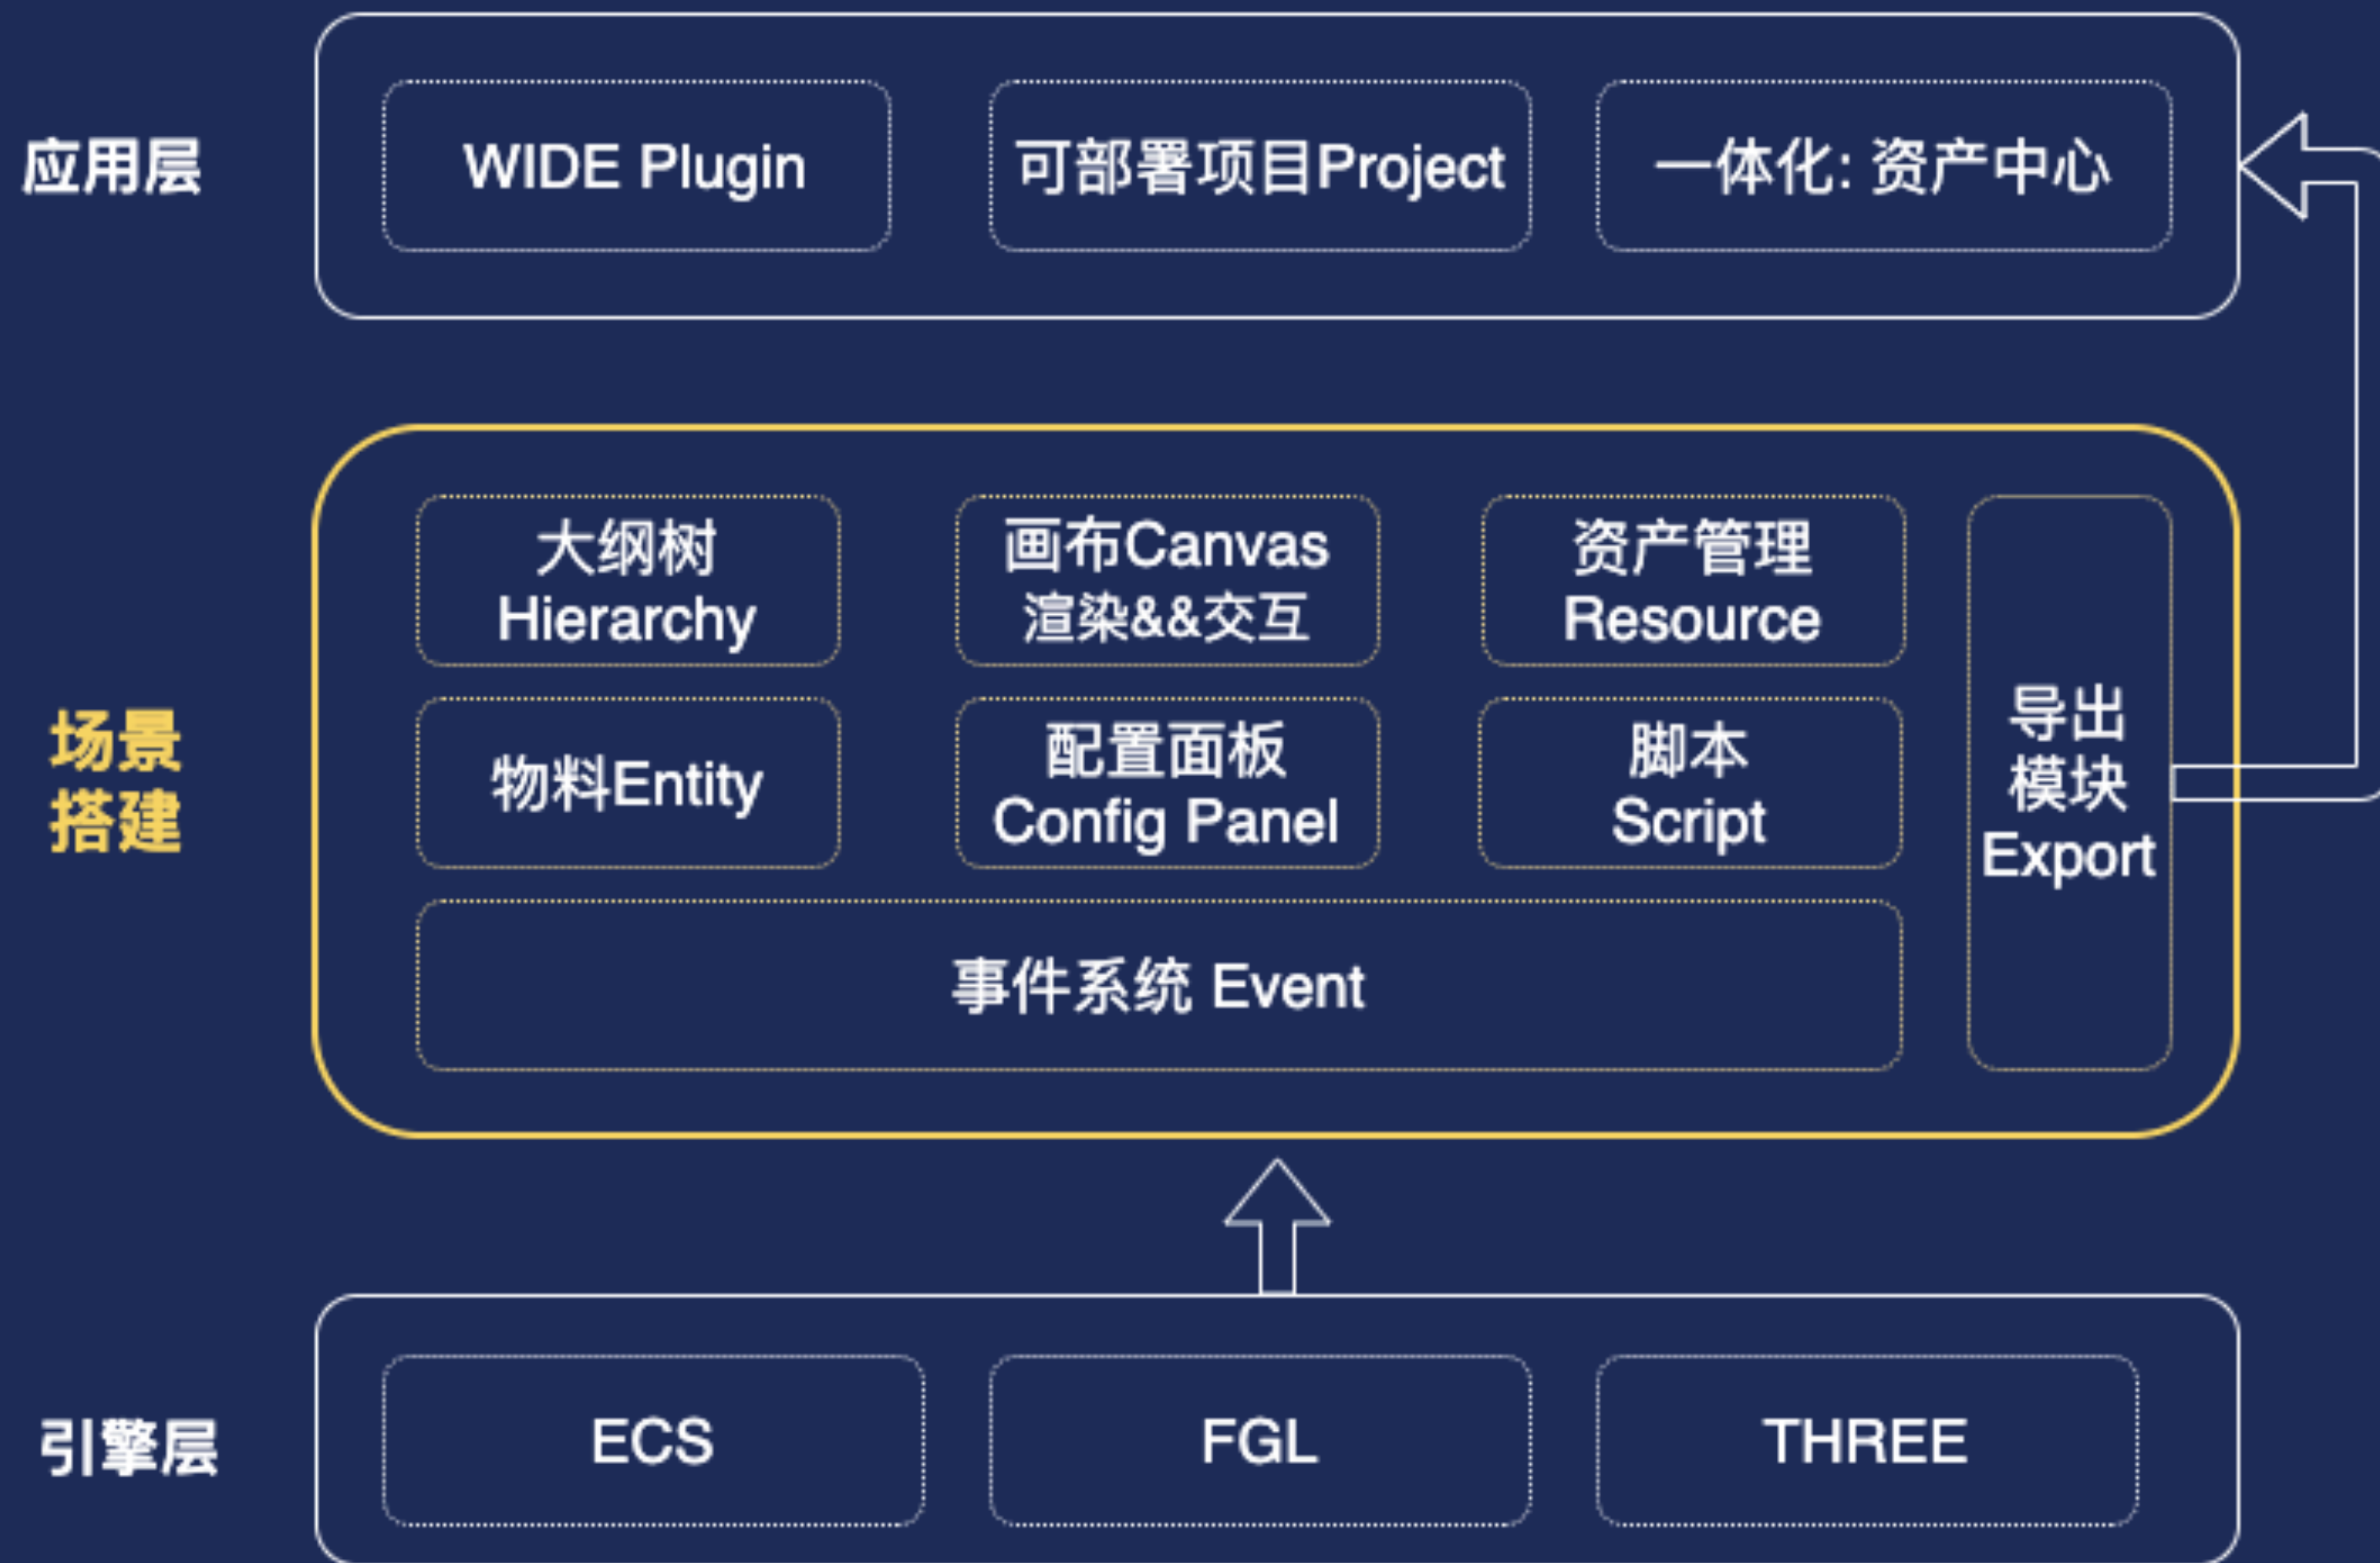 应用层
WIDE Plugin
可部署项目Project
一体化: 资产中心
场景
搭建
大纲树
Hierarchy
画布Canvas
渲染&&交互
资产管理
Resource
物料Entity
配置面板
Config Panel
脚本
Script
事件系统 Event
导出
模块
Export
引擎层
ECS
FGL
THREE